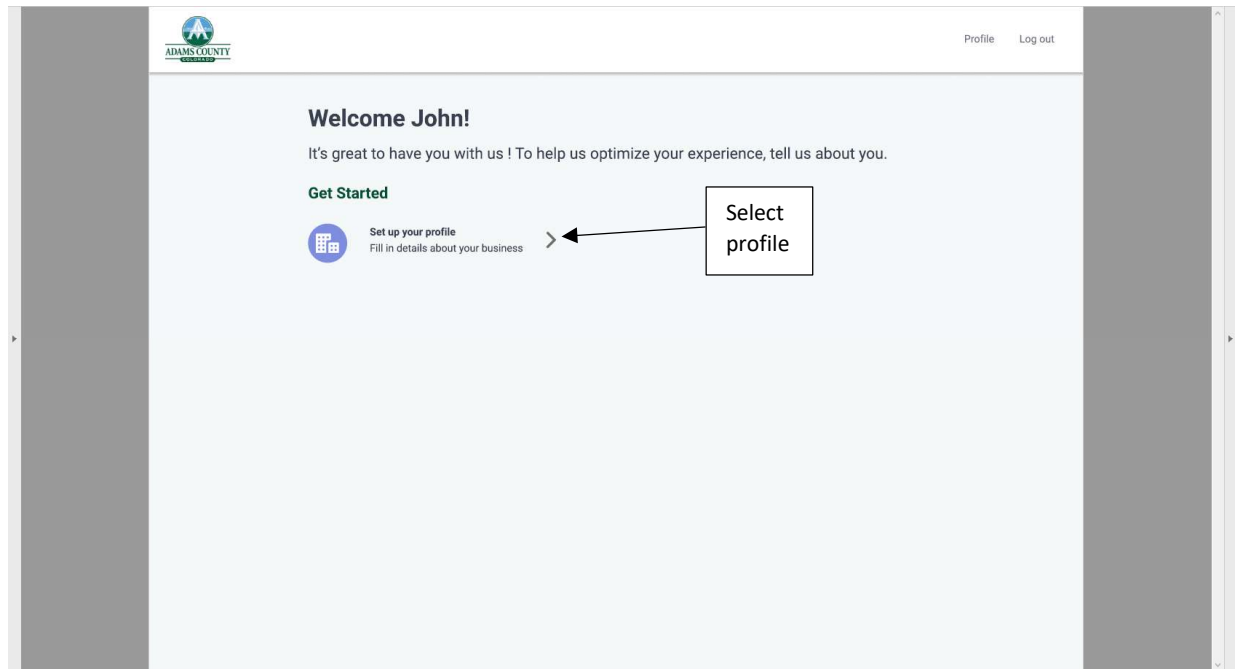 ADAMS COUNTY
COLORADO
Profile Log out
Welcome John!
It's great to have you with us ! To help us optimize your experience, tell us about you.
Get Started
Set up your profile
Fill in details about your business
Select
profile